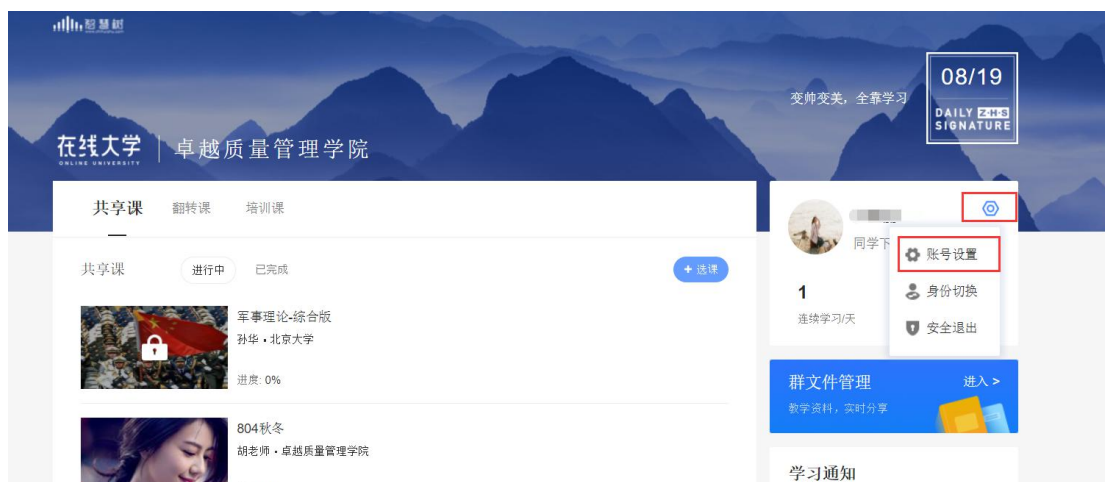 智慧树
变帅变美，全靠学习
08/19
DAILY Z·H·S
SIGNATURE
在线大学
ONLINE UNIVERSITY
卓越质量管理学院
共享课 翻转课 培训课
共享课 进行中 已完成 + 选课
军事理论-综合版
孙华 • 北京大学
进度: 0%
804秋冬
胡老师 • 卓越质量管理学院
同学下
账号设置
身份切换
安全退出
1
连续学习/天
群文件管理 进入 >
教学资料，实时分享
学习通知